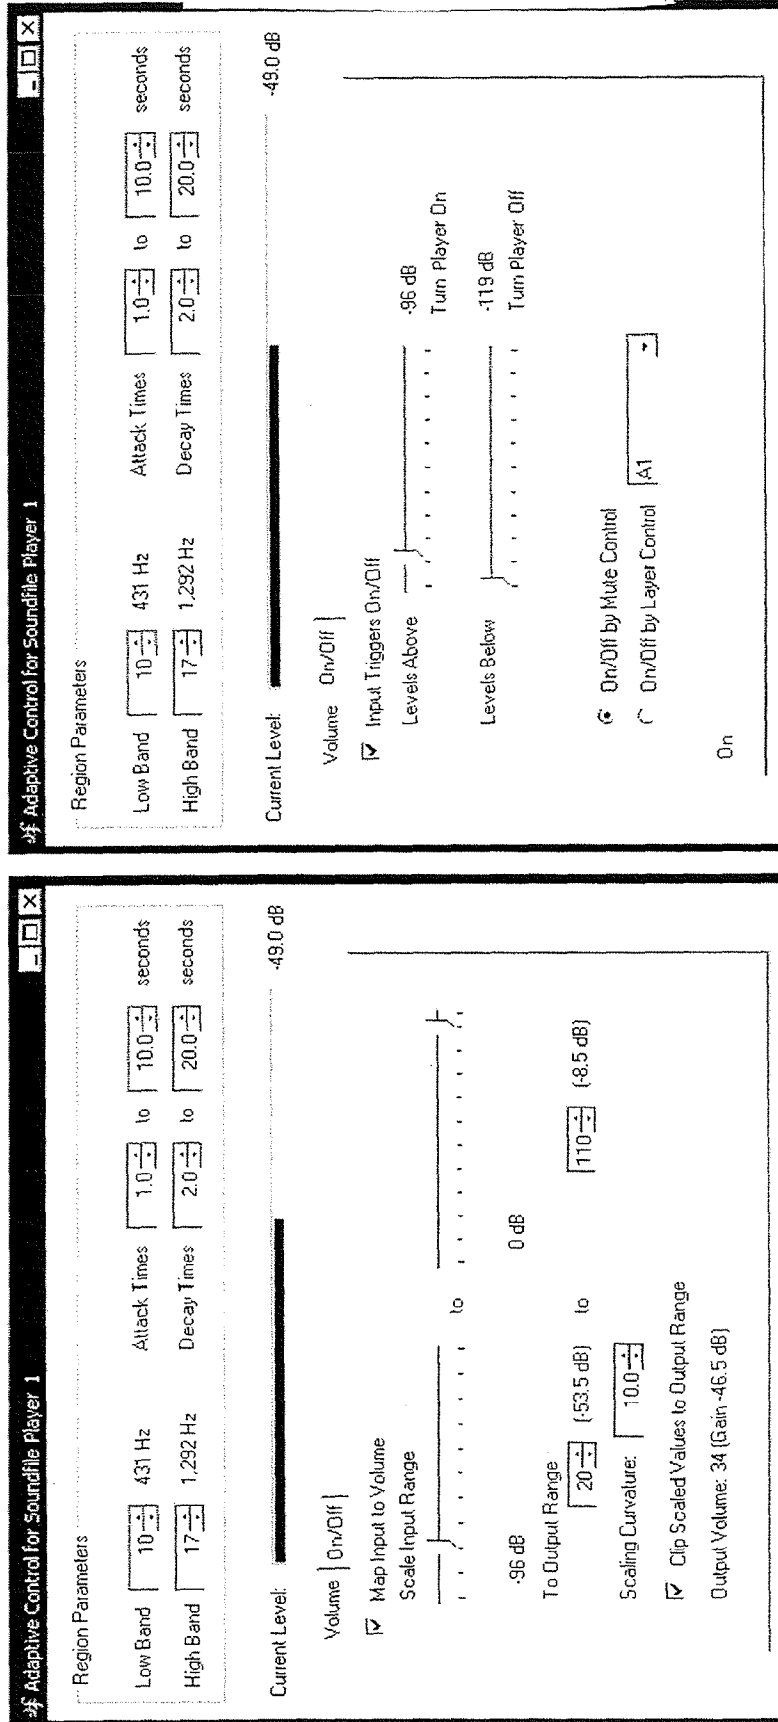 Adaptive Control for Soundfile Player 1
Region Parameters
Low Band 10 431 Hz Attack Times 1.0 to 10.0 seconds
High Band 17 1,292 Hz Decay Times 2.0 to 20.0 seconds
Current Level: -49.0 dB
Volume On/Off
Map Input to Volume
Scale Input Range
to
-96 dB 0 dB
To Output Range
20 (-53.5 dB) to 110 (-8.5 dB)
Scaling Curvature: 10.0
Clip Scaled Values to Output Range
Output Volume: 34 (Gain -46.5 dB)
Adaptive Control for Soundfile Player 1
Region Parameters
Low Band 10 431 Hz Attack Times 1.0 to 10.0 seconds
High Band 17 1,292 Hz Decay Times 2.0 to 20.0 seconds
Current Level: -49.0 dB
Volume On/Off
Input Triggers On/Off
Levels Above -96 dB
Turn Player On
Levels Below -119 dB
Turn Player Off
On/Off by Mute Control
On/Off by Layer Control A1
On